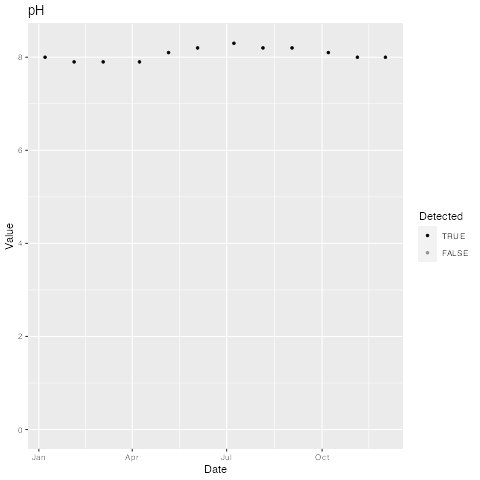 pH
8
6
4
2
0
Value
Jan
Apr
Jul
Oct
Date
Detected
TRUE
FALSE